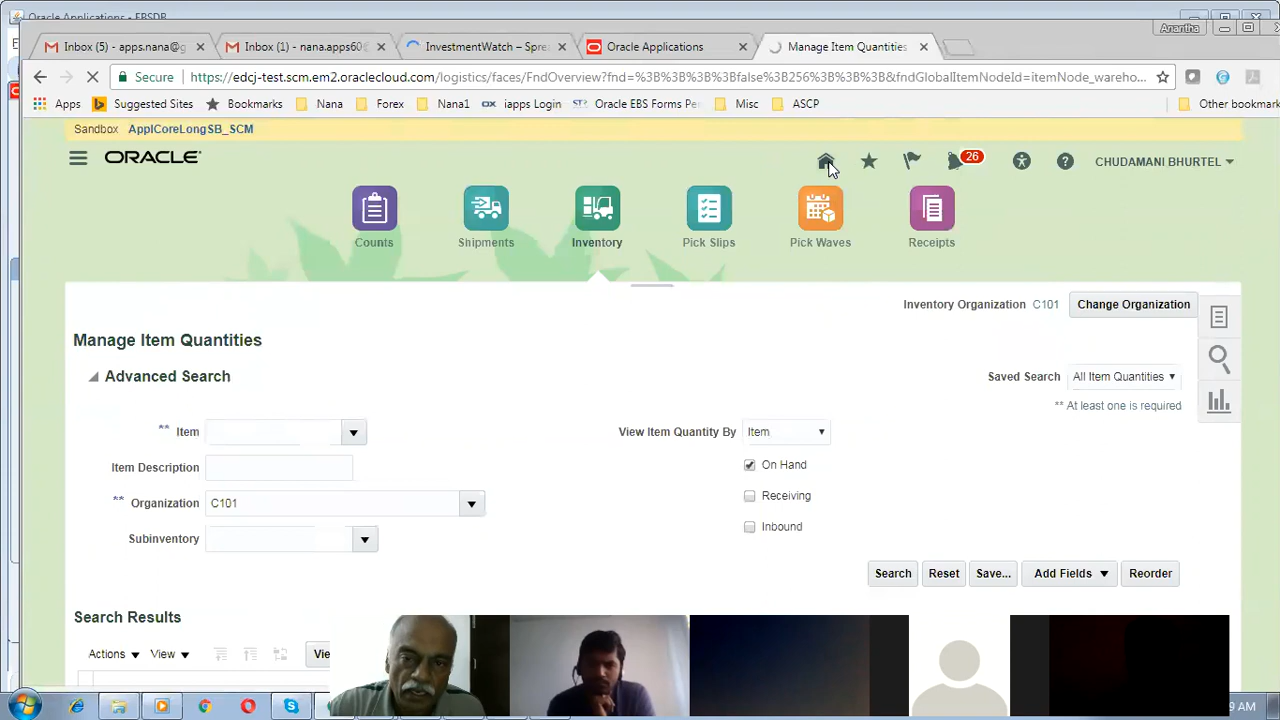 Oracle Applications - EBSDB
Anantha
Inbox (5) - apps.nana@g
Inbox (1) - nana.apps60
InvestmentWatch – Spre
Oracle Applications
Manage Item Quantities
Secure
https://edcj-test.scm.em2.oraclecloud.com/logistics/faces/FndOverview?fnd=%3B%3B%3B%3Bfalse%3B256%3B%3B%3B&fndGlobalItemNodeId=itemNode_wareho...
Apps
Suggested Sites
Bookmarks
Nana
Forex
Nana1
iapps Login
Oracle EBS Forms Pe
Misc
ASCP
Other bookmark
Sandbox ApplCoreLongSB_SCM
ORACLE
26
CHUDAMANI BHURTEL
Counts
Shipments
Inventory
Pick Slips
Pick Waves
Receipts
Inventory Organization C101
Change Organization
Manage Item Quantities
Advanced Search
Saved Search All Item Quantities
** At least one is required
** Item
View Item Quantity By Item
On Hand
Item Description
Receiving
** Organization C101
Inbound
Subinventory
Search
Reset
Save...
Add Fields
Reorder
Search Results
Actions
View
Vie
9 AM